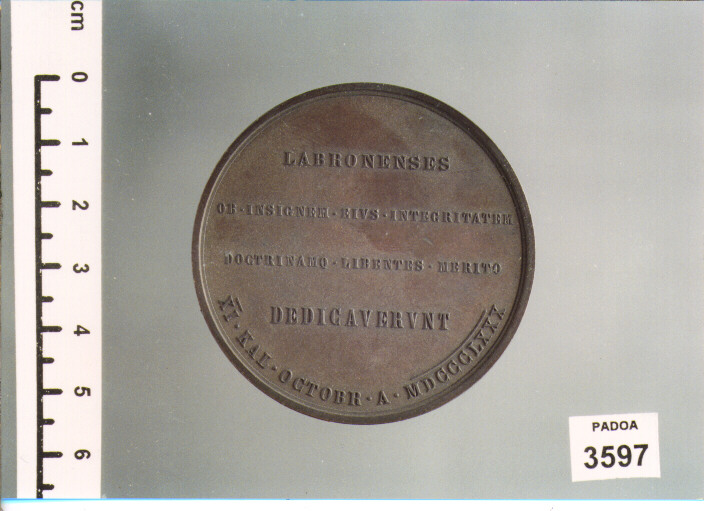 cm
0
1
2
3
4
5
6
LABRONENSES
OB·INSIGNEM·EIVS·INTEGRITATEM
DOCTRINAMQ·LIBENTES·MERITO
DEDICAVERVNT
XI·KAL·OCTOBR·A·MDCCCLXXX
PADOA
3597